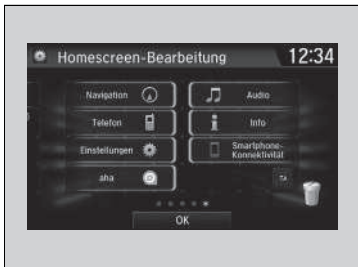 Homescreen-Bearbeitung 12:34
Navigation Audio
Telefon Info
Einstellungen Smartphone-
Konnektivität
aha
OK